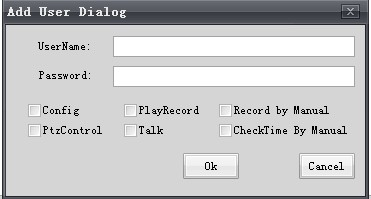 Add User Dialog
UserName:
Password:
Config PlayRecord Record by Manual
PtzControl Talk CheckTime By Manual
Ok Cancel